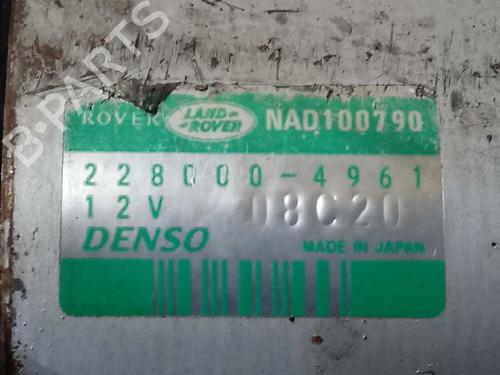 ROVER LAND ROVER NAD100790
228000-4961
12V 08C20
DENSO MADE IN JAPAN
B-PARTS